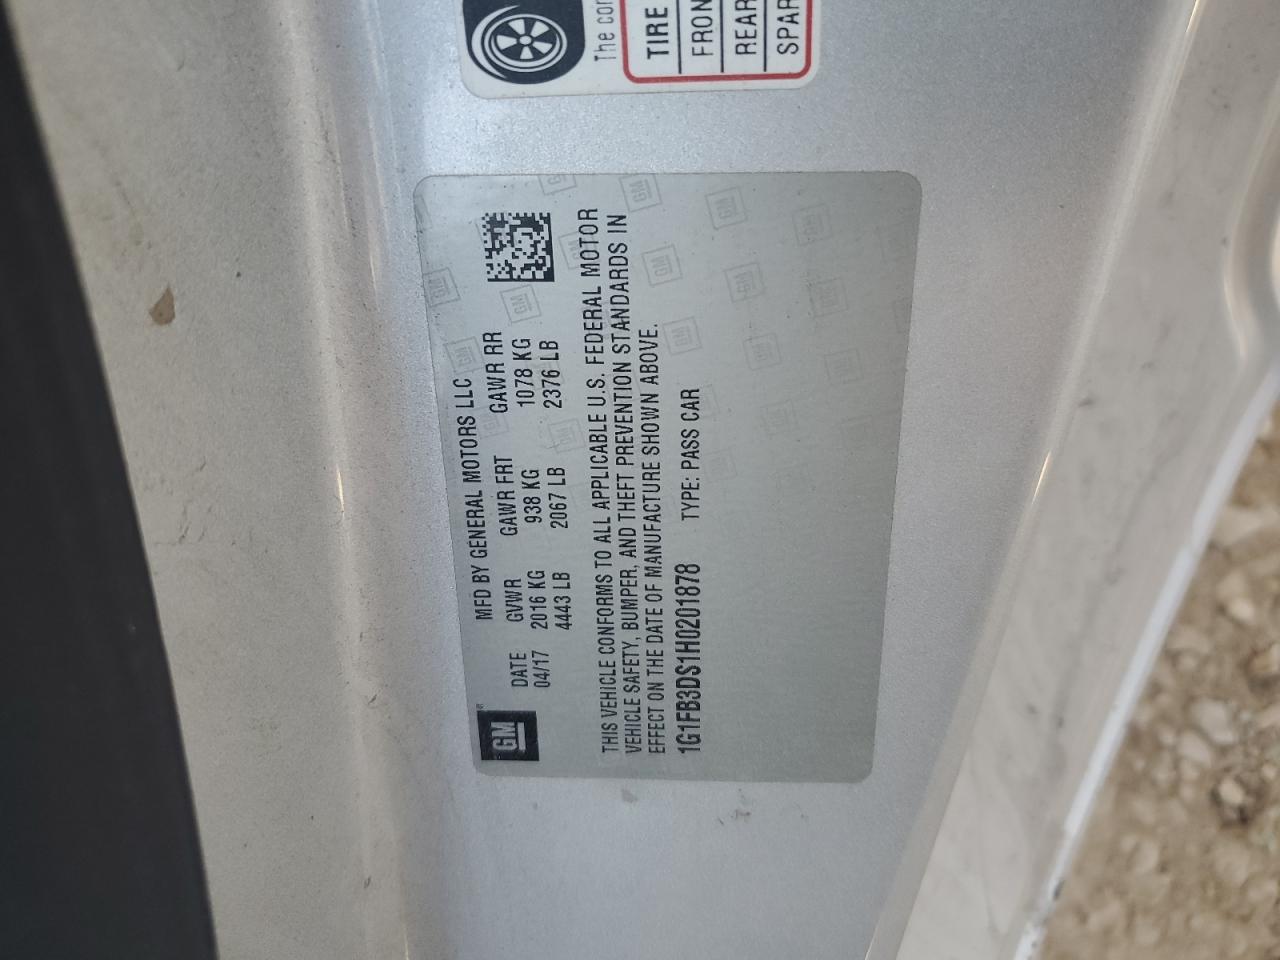 The cor
TIRE
FRON
REAR
SPAR
MFD BY GENERAL MOTORS LLC
DATE GVWR GAWR FRT GAWR RR
04/17 2016 KG 938 KG 1078 KG
4443 LB 2067 LB 2376 LB
THIS VEHICLE CONFORMS TO ALL APPLICABLE U.S. FEDERAL MOTOR
VEHICLE SAFETY, BUMPER, AND THEFT PREVENTION STANDARDS IN
EFFECT ON THE DATE OF MANUFACTURE SHOWN ABOVE.
1G1FB3DS1H0201878 TYPE: PASS CAR
GM